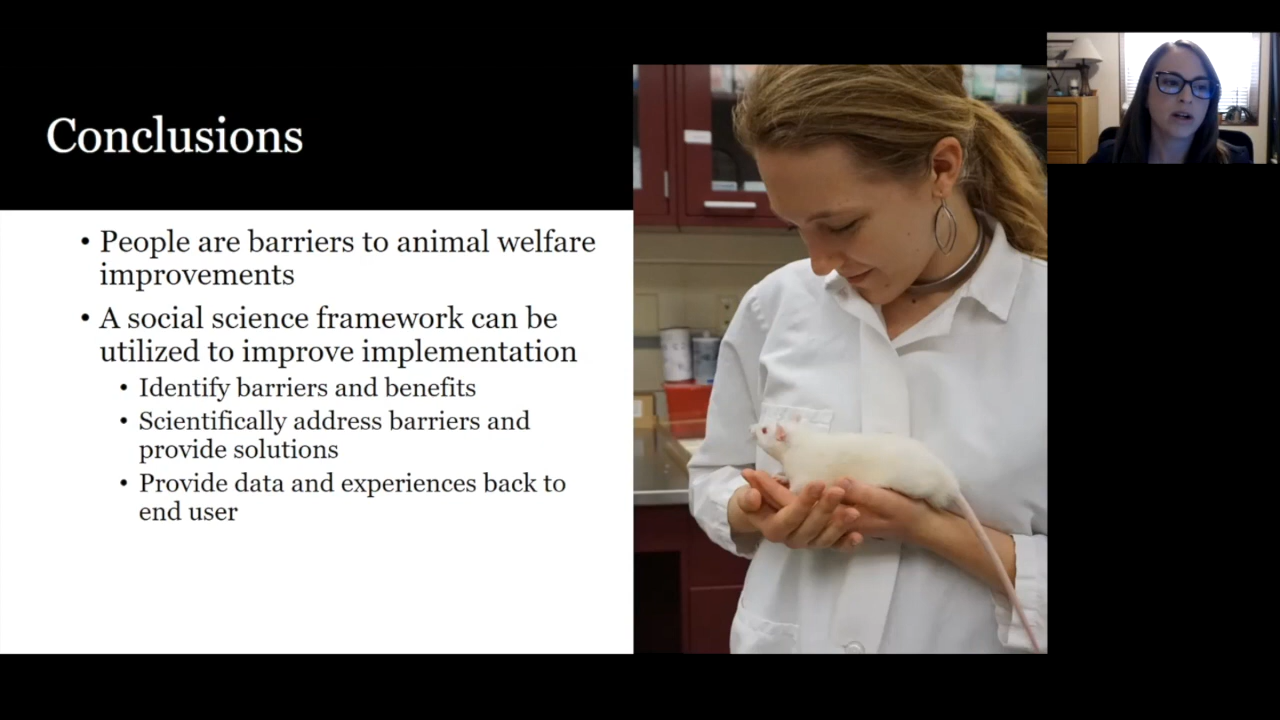 Conclusions
• People are barriers to animal welfare
improvements
• A social science framework can be
utilized to improve implementation
• Identify barriers and benefits
• Scientifically address barriers and
provide solutions
• Provide data and experiences back to
end user